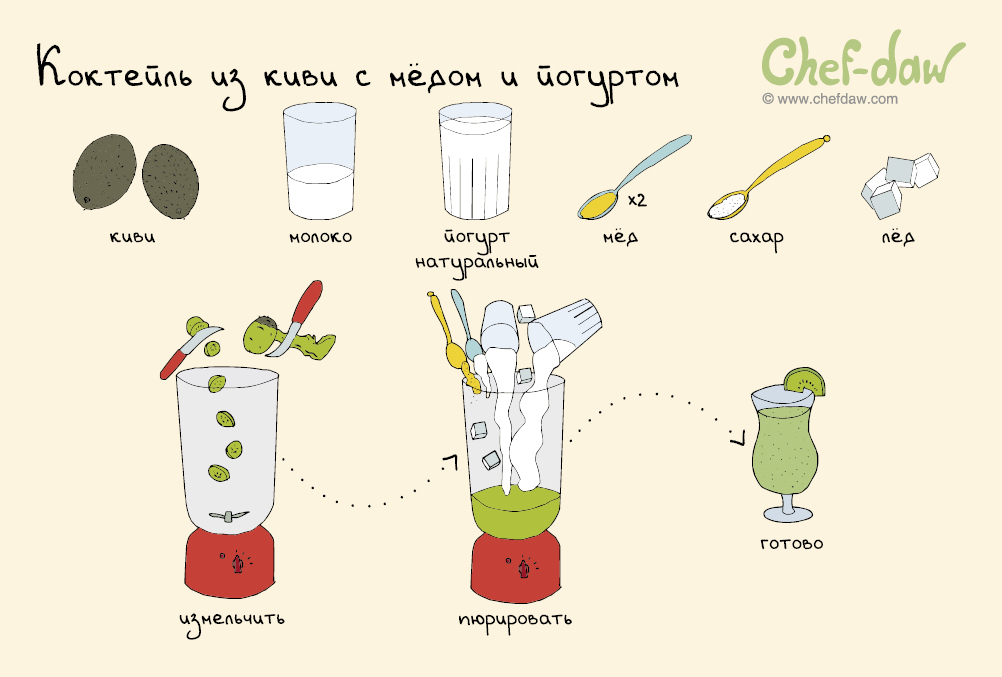 Коктейль из киви с мёдом и йогуртом
Chef-daw
© www.chefdaw.com
киви
молоко
йогурт
натуральный
x2
мёд
сахар
лёд
измельчить
пюрировать
готово